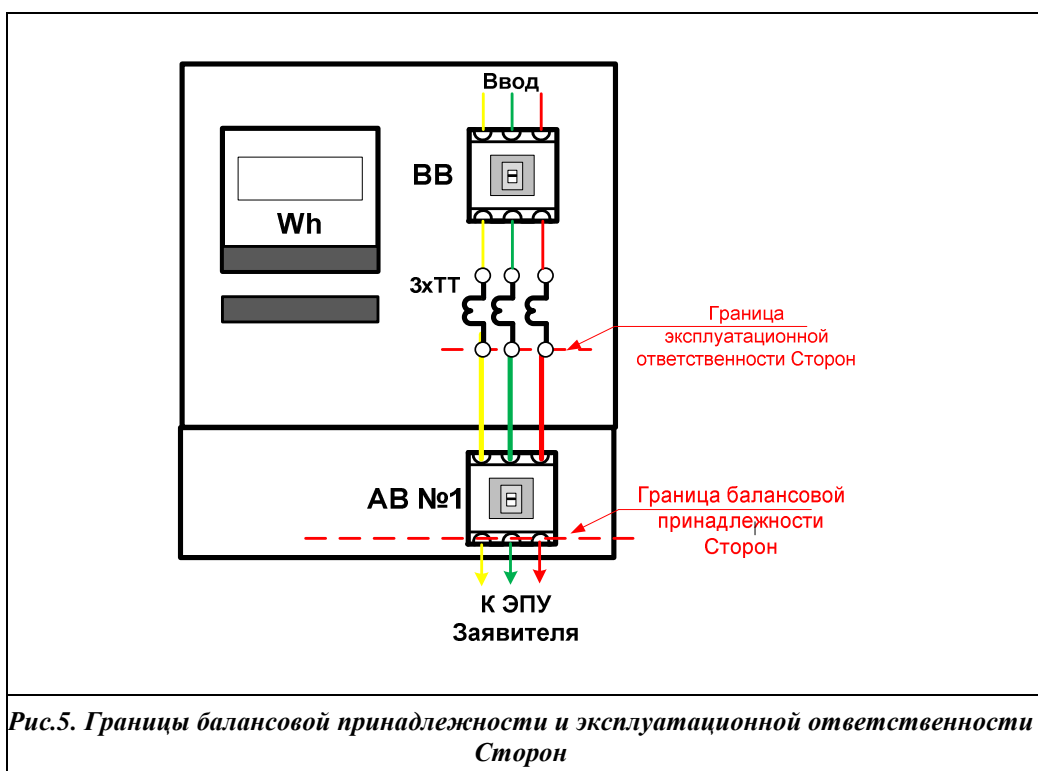 Ввод
ВВ
Wh
3хТТ
Граница
эксплуатационной
ответственности Сторон
АВ №1
Граница балансовой
принадлежности
Сторон
К ЭПУ
Заявителя
Рис.5. Границы балансовой принадлежности и эксплуатационной ответственности
Сторон